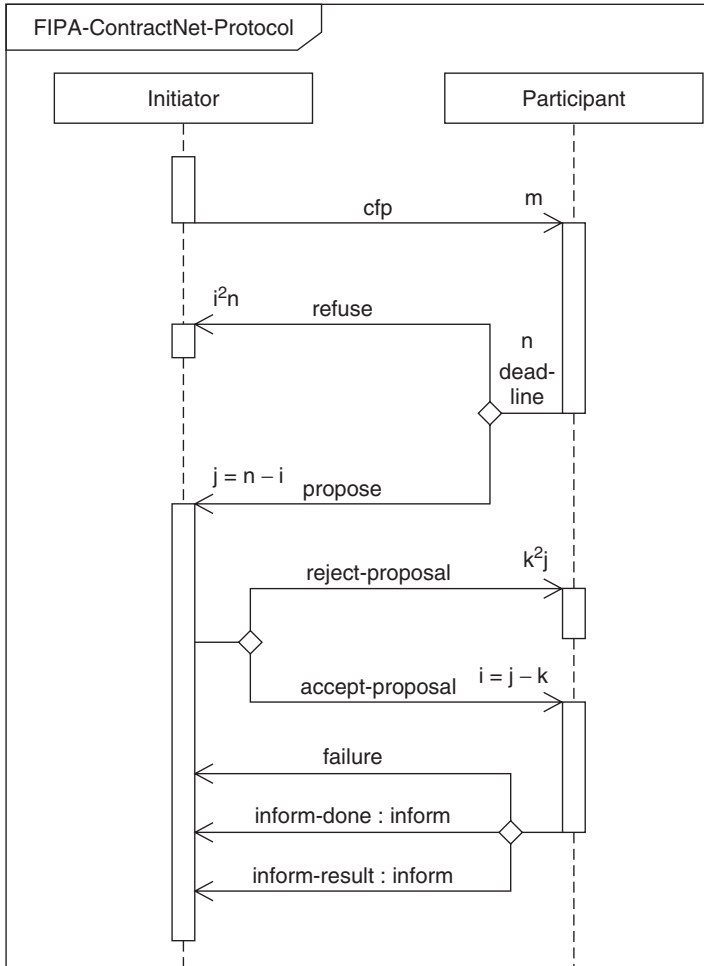 FIPA-ContractNet-Protocol
Initiator
Participant
cfp
m
i²n
refuse
n
dead-
line
j = n – i
propose
reject-proposal
k²j
accept-proposal
i = j – k
failure
inform-done : inform
inform-result : inform